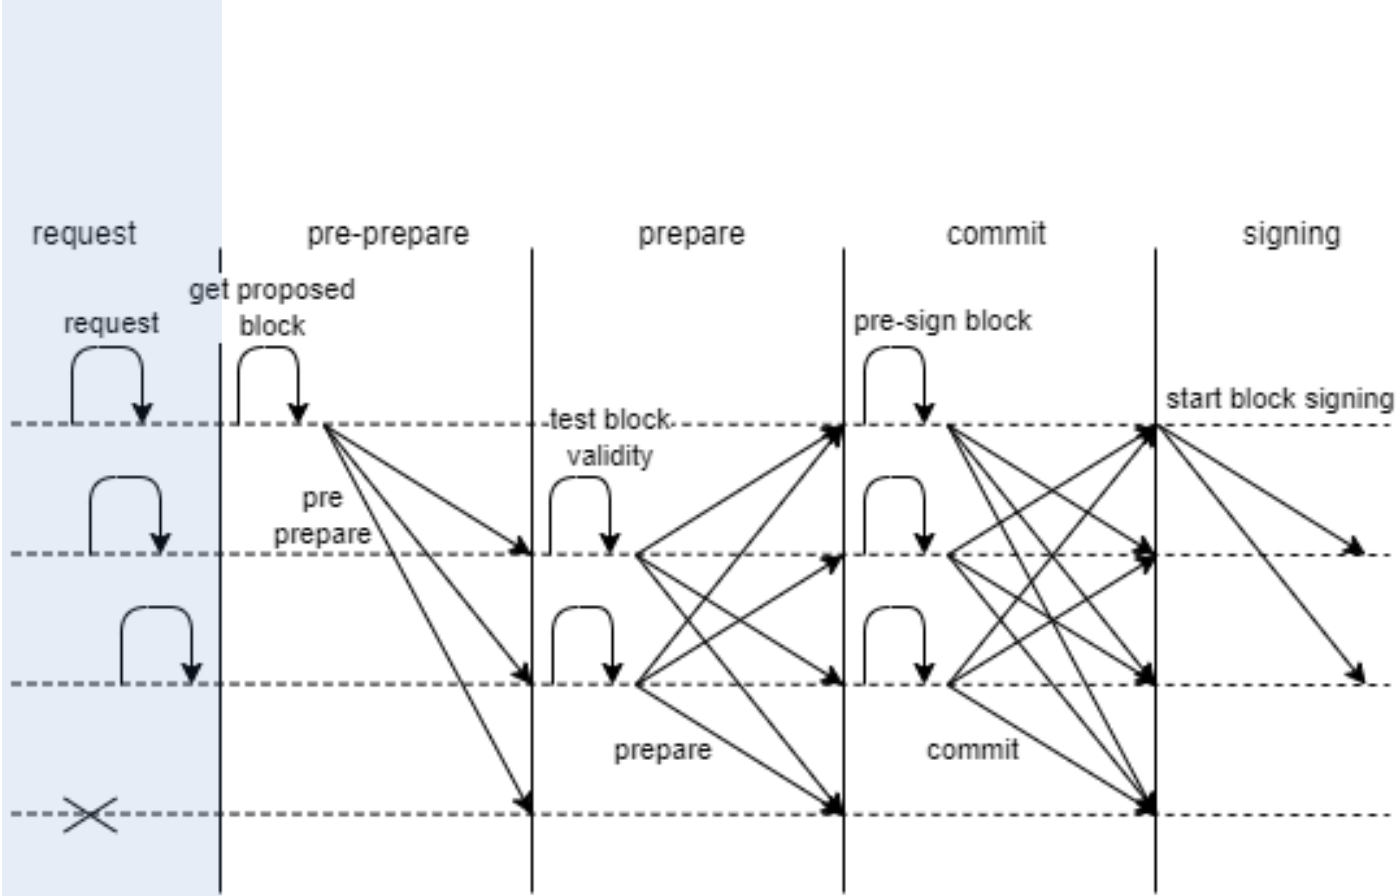 request
pre-prepare
prepare
commit
signing
get proposed
block
request
pre-sign block
start block signing
test block
validity
pre
prepare
prepare
commit